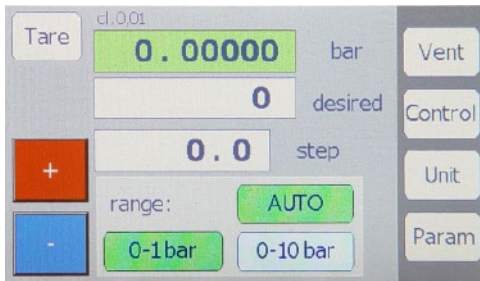 cl.0,01
Tare
0.00000 bar
Vent
0 desired
Control
0.0 step
+
Unit
range: AUTO
-
0-1bar 0-10 bar
Param